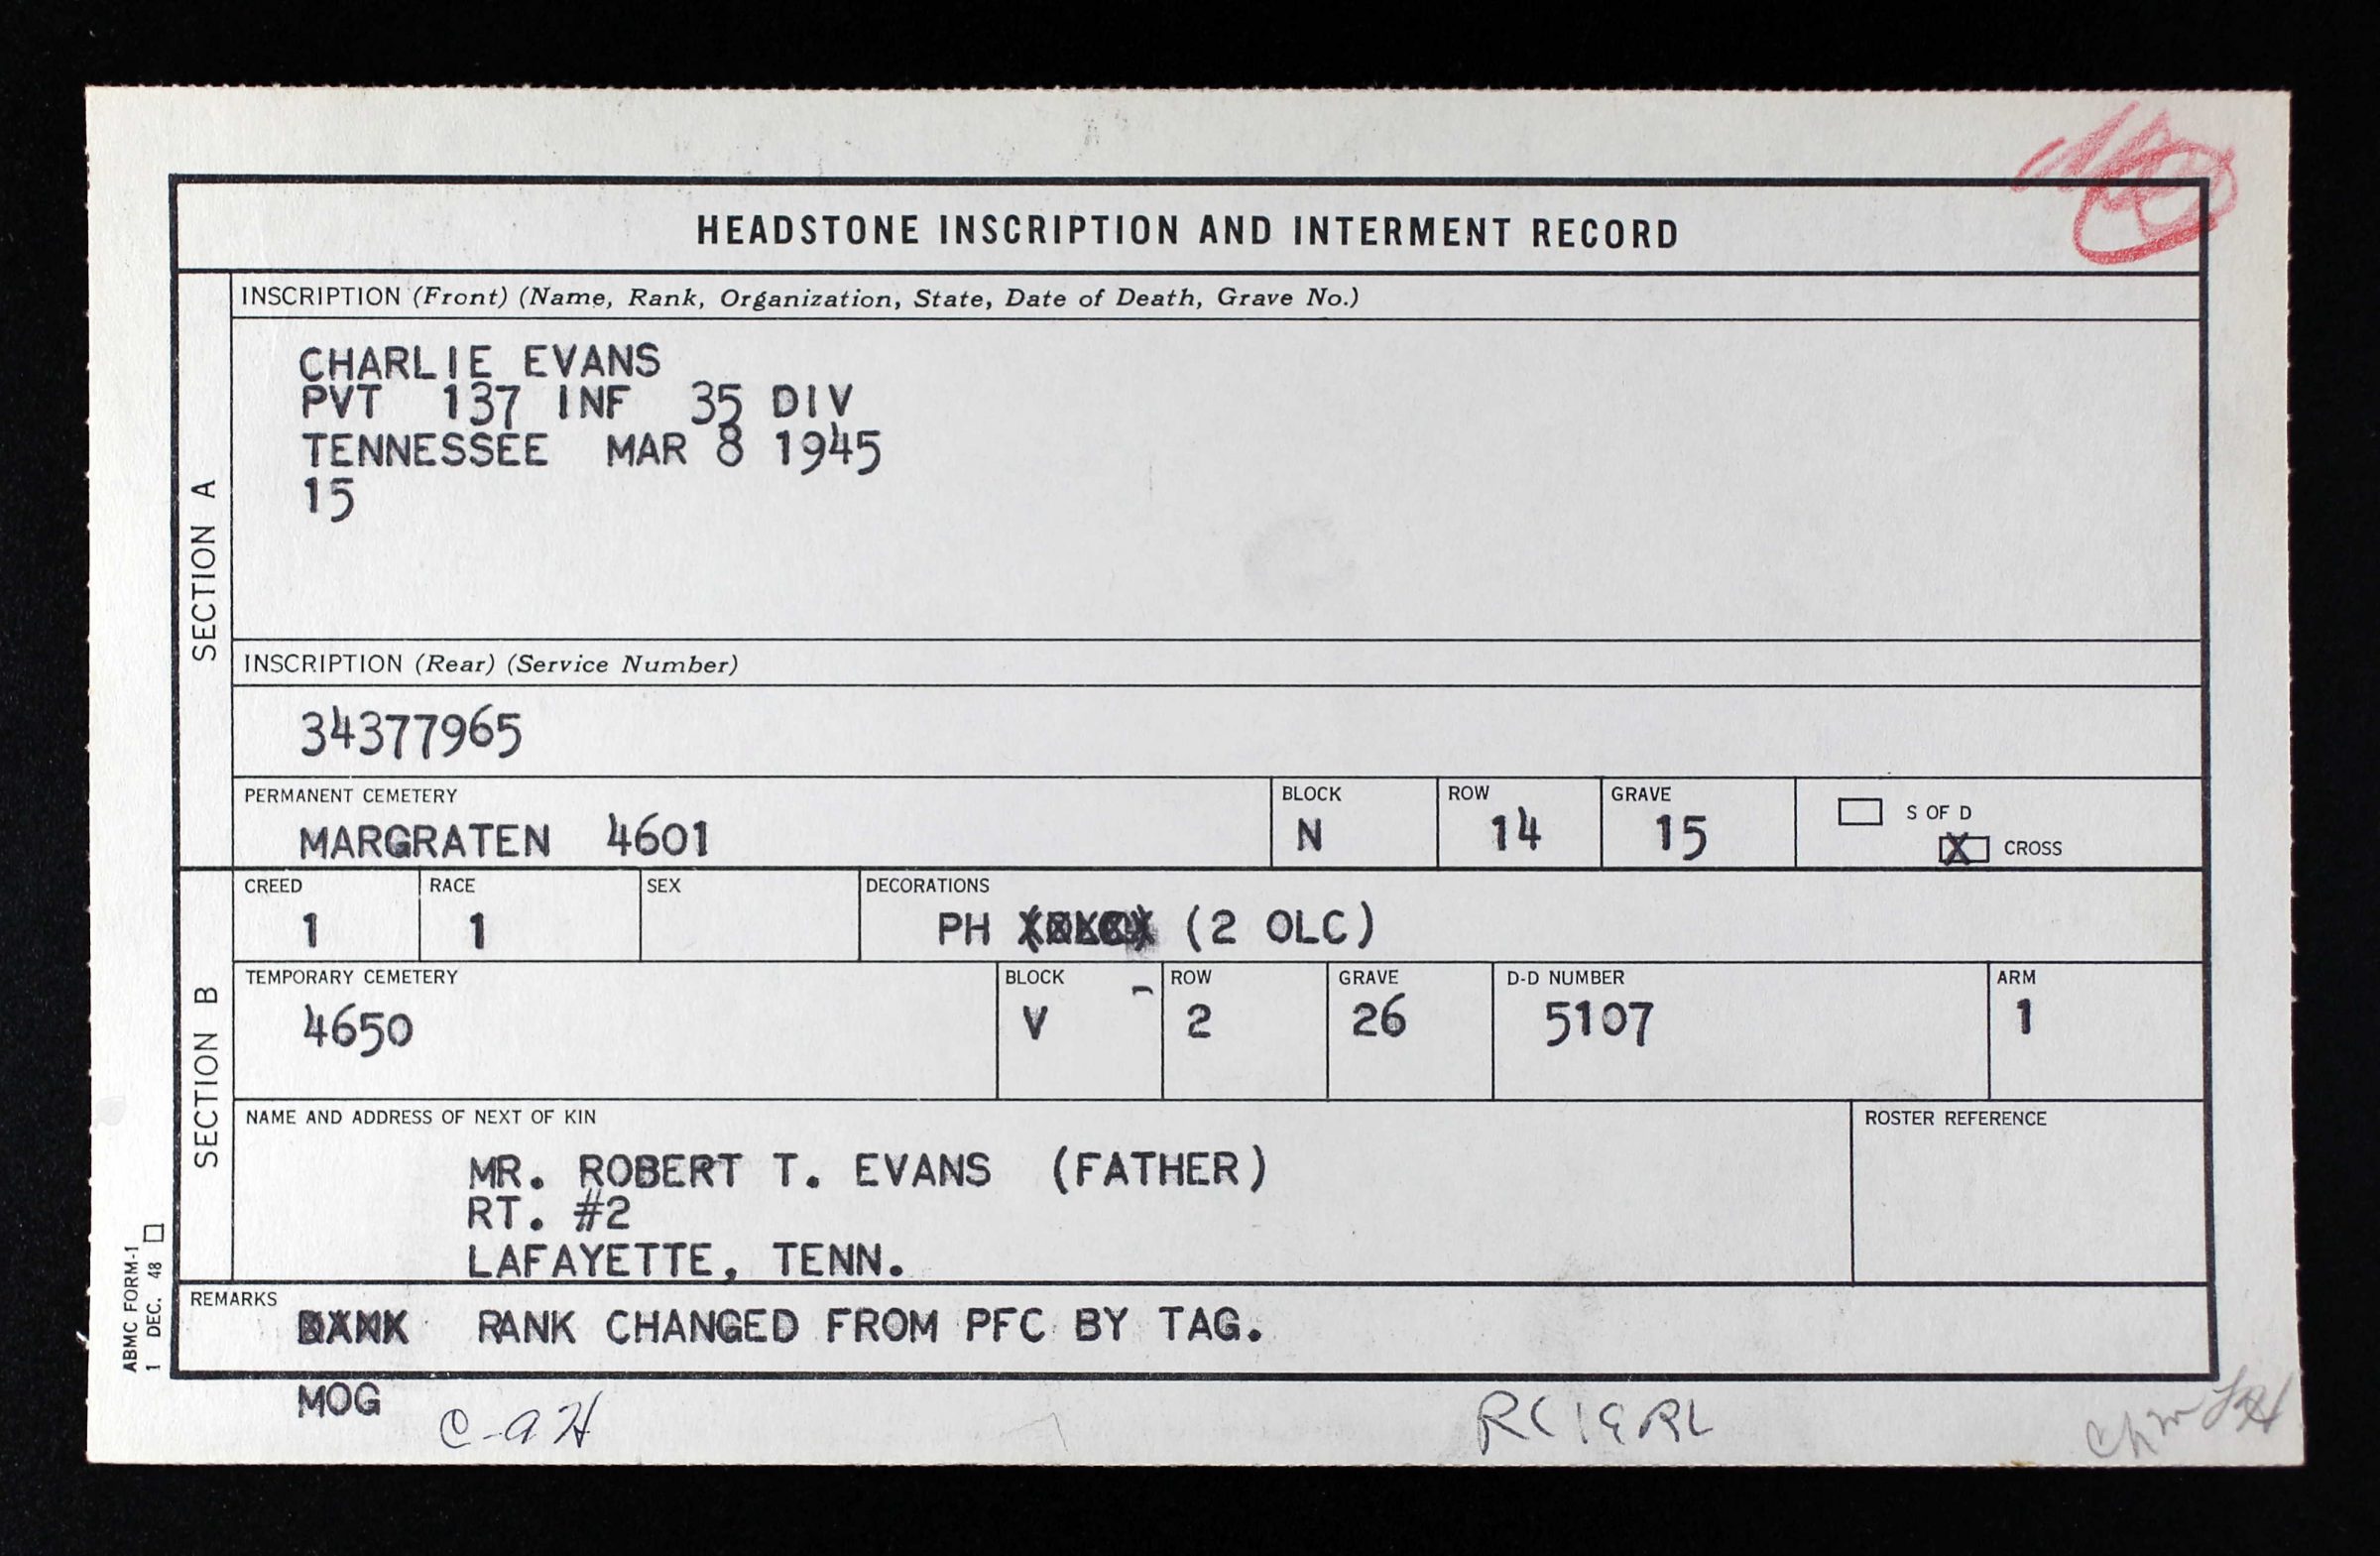 HEADSTONE INSCRIPTION AND INTERMENT RECORD
SECTION A
INSCRIPTION (Front) (Name, Rank, Organization, State, Date of Death, Grave No.)
CHARLIE EVANS
PVT 137 INF 35 DIV
TENNESSEE MAR 8 1945
15
INSCRIPTION (Rear) (Service Number)
34377965
PERMANENT CEMETERY BLOCK ROW GRAVE
MARGRATEN 4601 N 14 15
S OF D
X CROSS
SECTION B
CREED RACE SEX DECORATIONS
1 1 PH (2 OLC)
TEMPORARY CEMETERY BLOCK ROW GRAVE D-D NUMBER ARM
4650 V - 2 26 5107 1
NAME AND ADDRESS OF NEXT OF KIN ROSTER REFERENCE
MR. ROBERT T. EVANS (FATHER)
RT. #2
LAFAYETTE, TENN.
REMARKS
RANK CHANGED FROM PFC BY TAG.
ABMC FORM-1
1 DEC. 48
MOG
C-AH